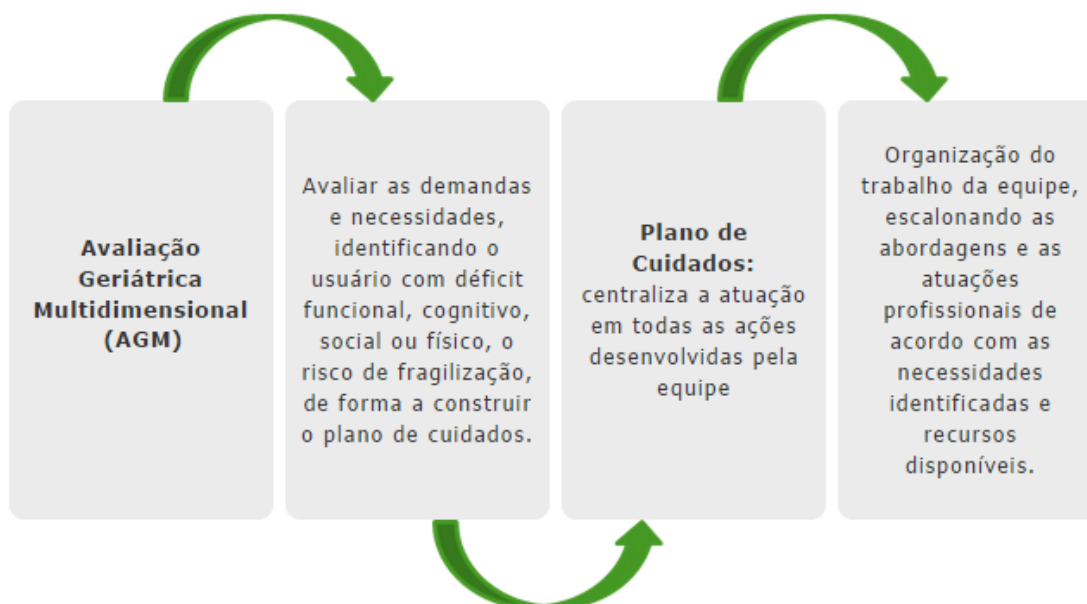 Avaliação
Geriátrica
Multidimensional
(AGM)
Avaliar as demandas
e necessidades,
identificando o
usuário com déficit
funcional, cognitivo,
social ou físico, o
risco de fragilização,
de forma a construir
o plano de cuidados.
Plano de
Cuidados:
centraliza a atuação
em todas as ações
desenvolvidas pela
equipe
Organização do
trabalho da equipe,
escalonando as
abordagens e as
atuações
profissionais de
acordo com as
necessidades
identificadas e
recursos
disponíveis.